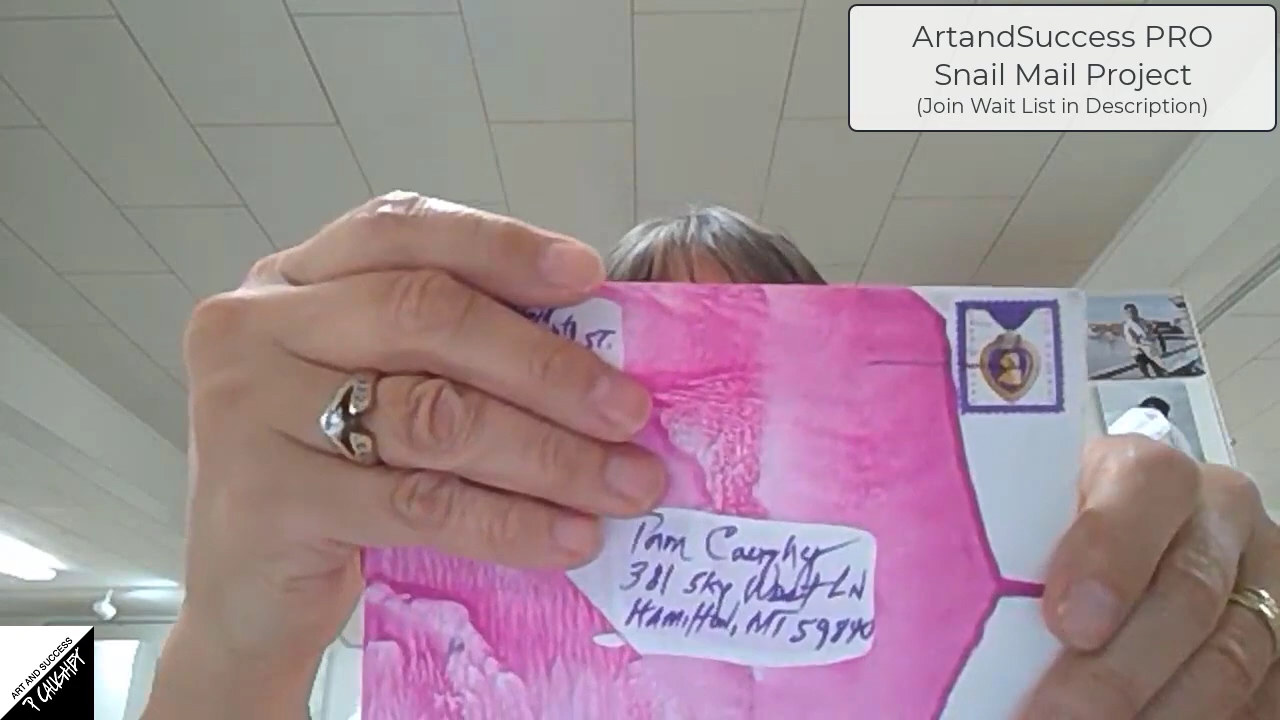 ArtandSuccess PRO
Snail Mail Project
(Join Wait List in Description)
ST.
Pam Caughey
381 Sky West LN
HAMiltoN, MT 59840
ART AND SUCCESS
P CAUGHEY